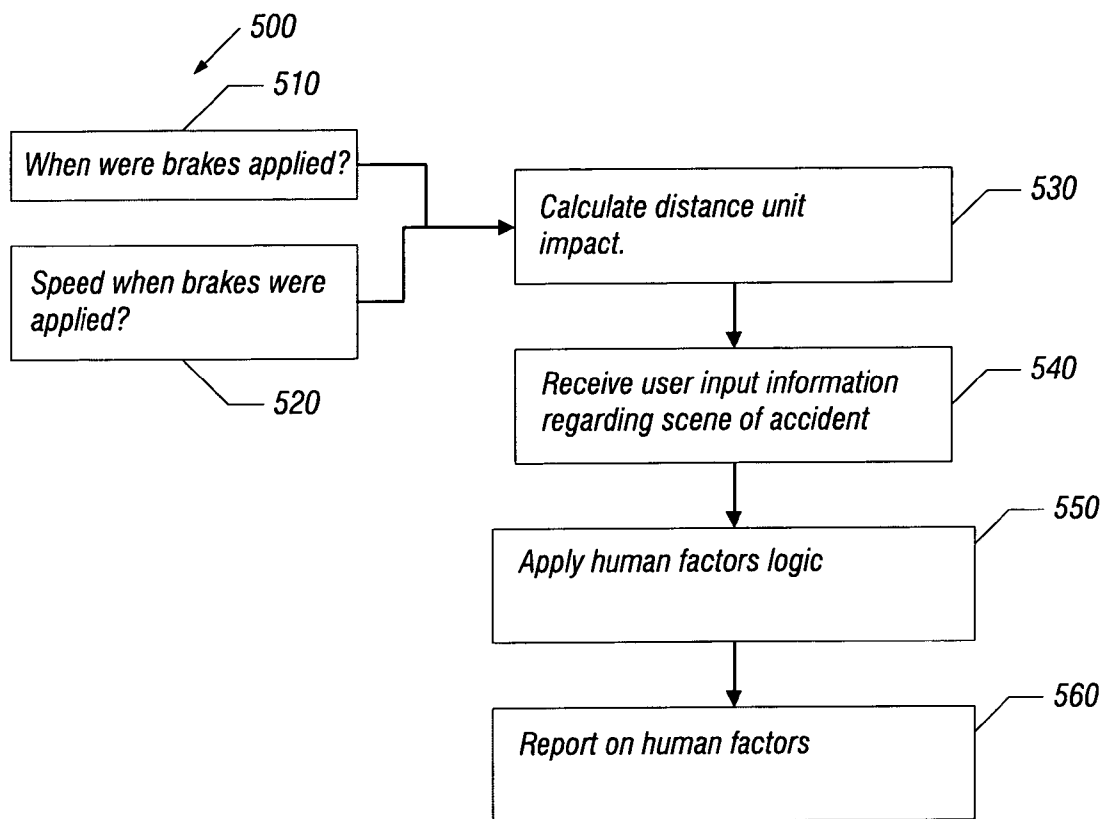 500
510
When were brakes applied?
Speed when brakes were
applied?
520
Calculate distance unit
impact.
530
Receive user input information
regarding scene of accident
540
Apply human factors logic
550
Report on human factors
560